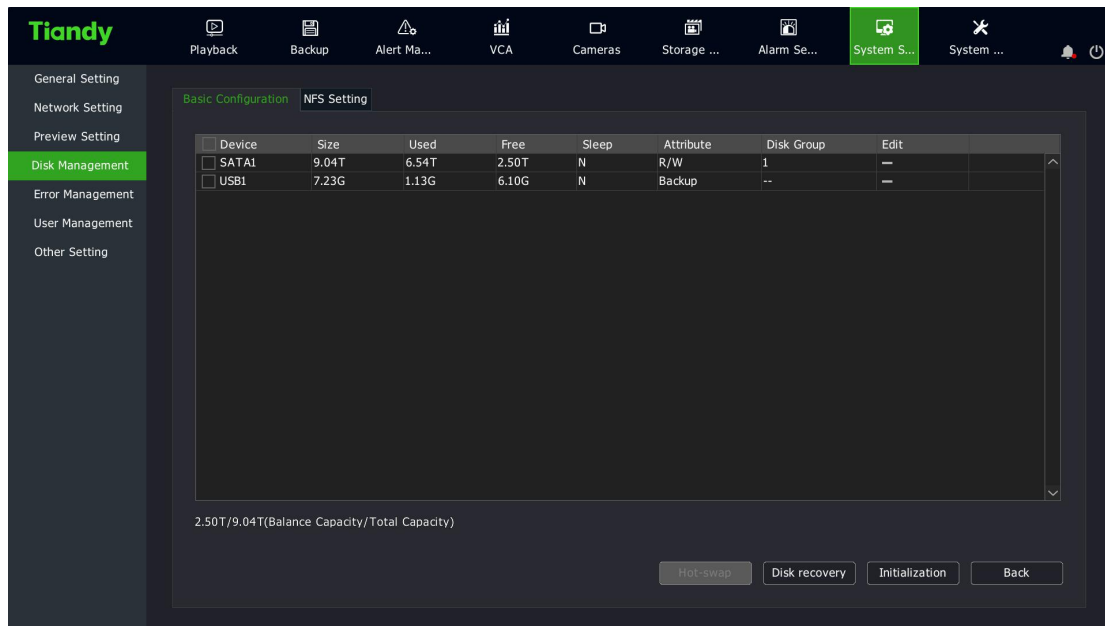 Tiandy
Playback Backup Alert Ma... VCA Cameras Storage ... Alarm Se... System S... System ...
General Setting
Network Setting
Preview Setting
Disk Management
Error Management
User Management
Other Setting
Basic Configuration NFS Setting
Device Size Used Free Sleep Attribute Disk Group Edit
SATA1 9.04T 6.54T 2.50T N R/W 1 —
USB1 7.23G 1.13G 6.10G N Backup -- —
2.50T/9.04T(Balance Capacity/Total Capacity)
Hot-swap Disk recovery Initialization Back